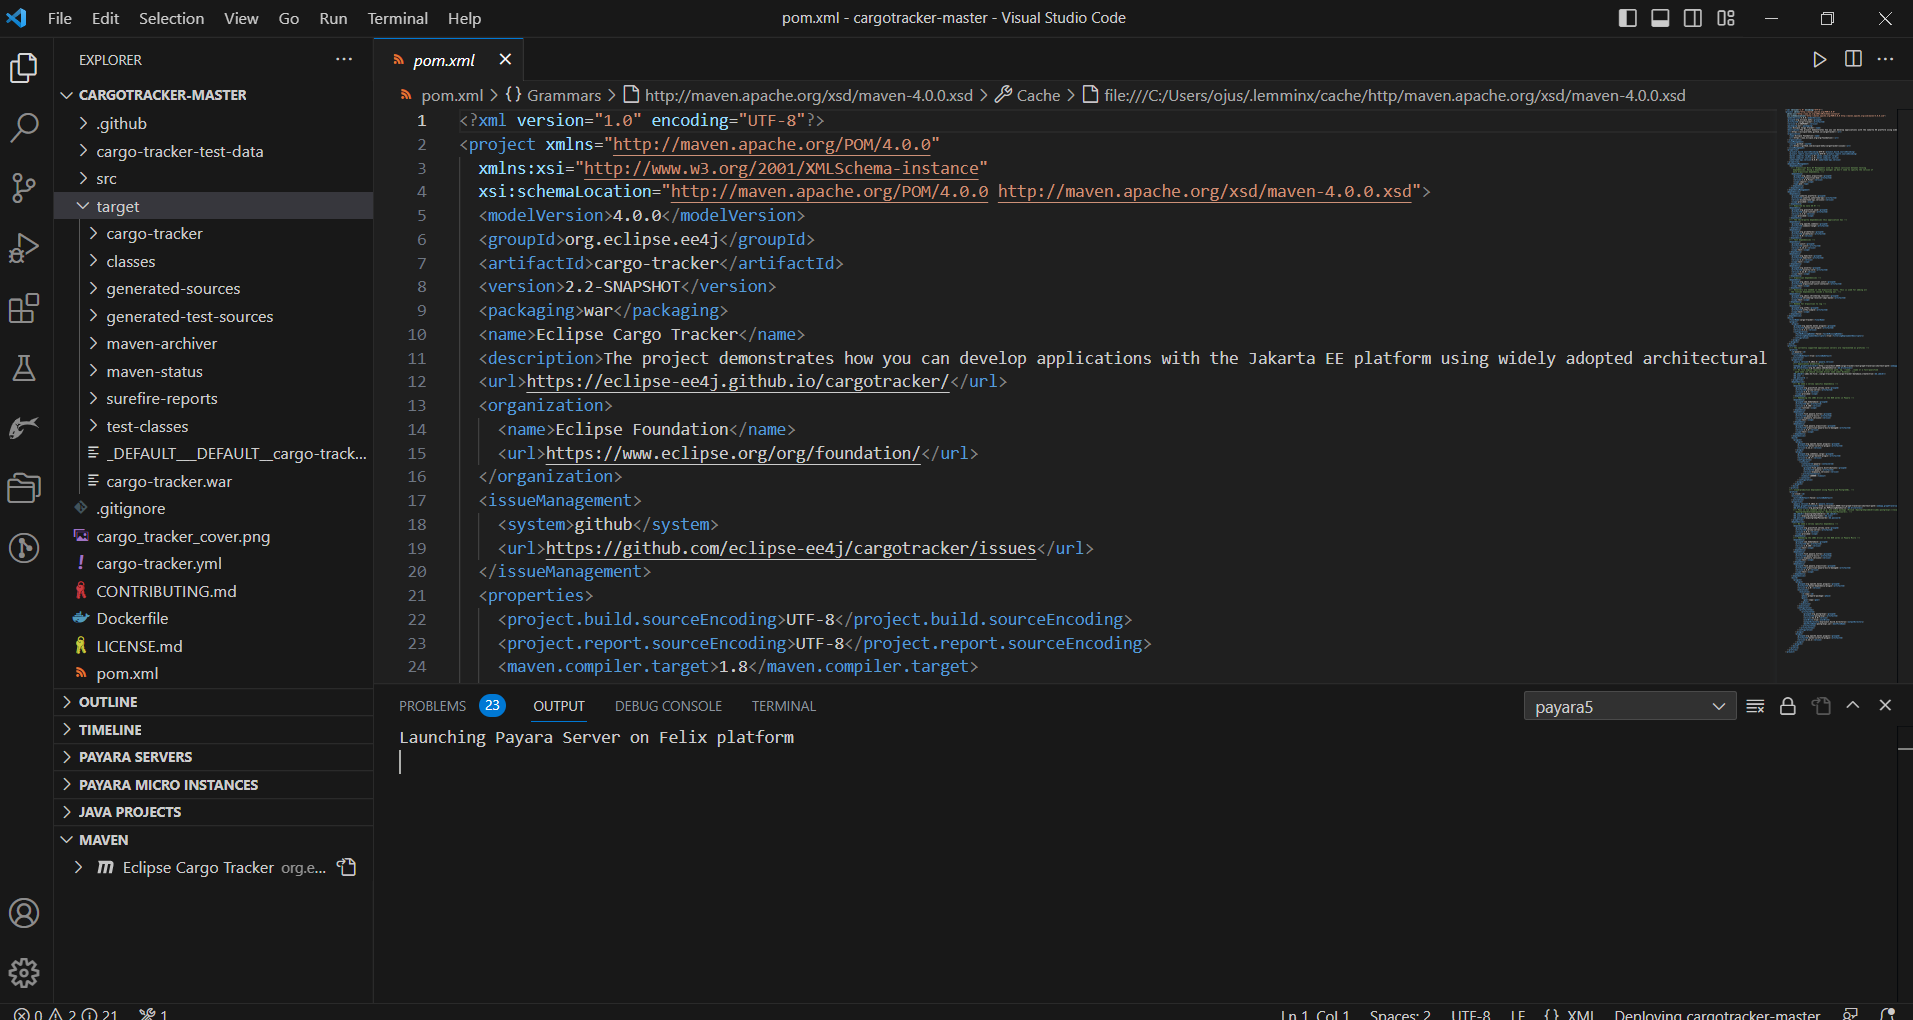 File Edit Selection View Go Run Terminal Help
pom.xml - cargotracker-master - Visual Studio Code
EXPLORER
CARGOTRACKER-MASTER
.github
cargo-tracker-test-data
src
target
cargo-tracker
classes
generated-sources
generated-test-sources
maven-archiver
maven-status
surefire-reports
test-classes
_DEFAULT___DEFAULT__cargo-track...
cargo-tracker.war
.gitignore
cargo_tracker_cover.png
cargo-tracker.yml
CONTRIBUTING.md
Dockerfile
LICENSE.md
pom.xml
OUTLINE
TIMELINE
PAYARA SERVERS
PAYARA MICRO INSTANCES
JAVA PROJECTS
MAVEN
Eclipse Cargo Tracker org.e...
pom.xml
pom.xml > {} Grammars > http://maven.apache.org/xsd/maven-4.0.0.xsd > Cache > file:///C:/Users/ojus/.lemminx/cache/http/maven.apache.org/xsd/maven-4.0.0.xsd
1 <?xml version="1.0" encoding="UTF-8"?>
2 <project xmlns="http://maven.apache.org/POM/4.0.0"
3 xmlns:xsi="http://www.w3.org/2001/XMLSchema-instance"
4 xsi:schemaLocation="http://maven.apache.org/POM/4.0.0 http://maven.apache.org/xsd/maven-4.0.0.xsd">
5 <modelVersion>4.0.0</modelVersion>
6 <groupId>org.eclipse.ee4j</groupId>
7 <artifactId>cargo-tracker</artifactId>
8 <version>2.2-SNAPSHOT</version>
9 <packaging>war</packaging>
10 <name>Eclipse Cargo Tracker</name>
11 <description>The project demonstrates how you can develop applications with the Jakarta EE platform using widely adopted architectural
12 <url>https://eclipse-ee4j.github.io/cargotracker/</url>
13 <organization>
14 <name>Eclipse Foundation</name>
15 <url>https://www.eclipse.org/org/foundation/</url>
16 </organization>
17 <issueManagement>
18 <system>github</system>
19 <url>https://github.com/eclipse-ee4j/cargotracker/issues</url>
20 </issueManagement>
21 <properties>
22 <project.build.sourceEncoding>UTF-8</project.build.sourceEncoding>
23 <project.report.sourceEncoding>UTF-8</project.report.sourceEncoding>
24 <maven.compiler.target>1.8</maven.compiler.target>
PROBLEMS 23 OUTPUT DEBUG CONSOLE TERMINAL
payara5
Launching Payara Server on Felix platform
0 2 21 1
Ln 1, Col 1 Spaces: 2 UTF-8 LF {} XML Deploying cargotracker-master